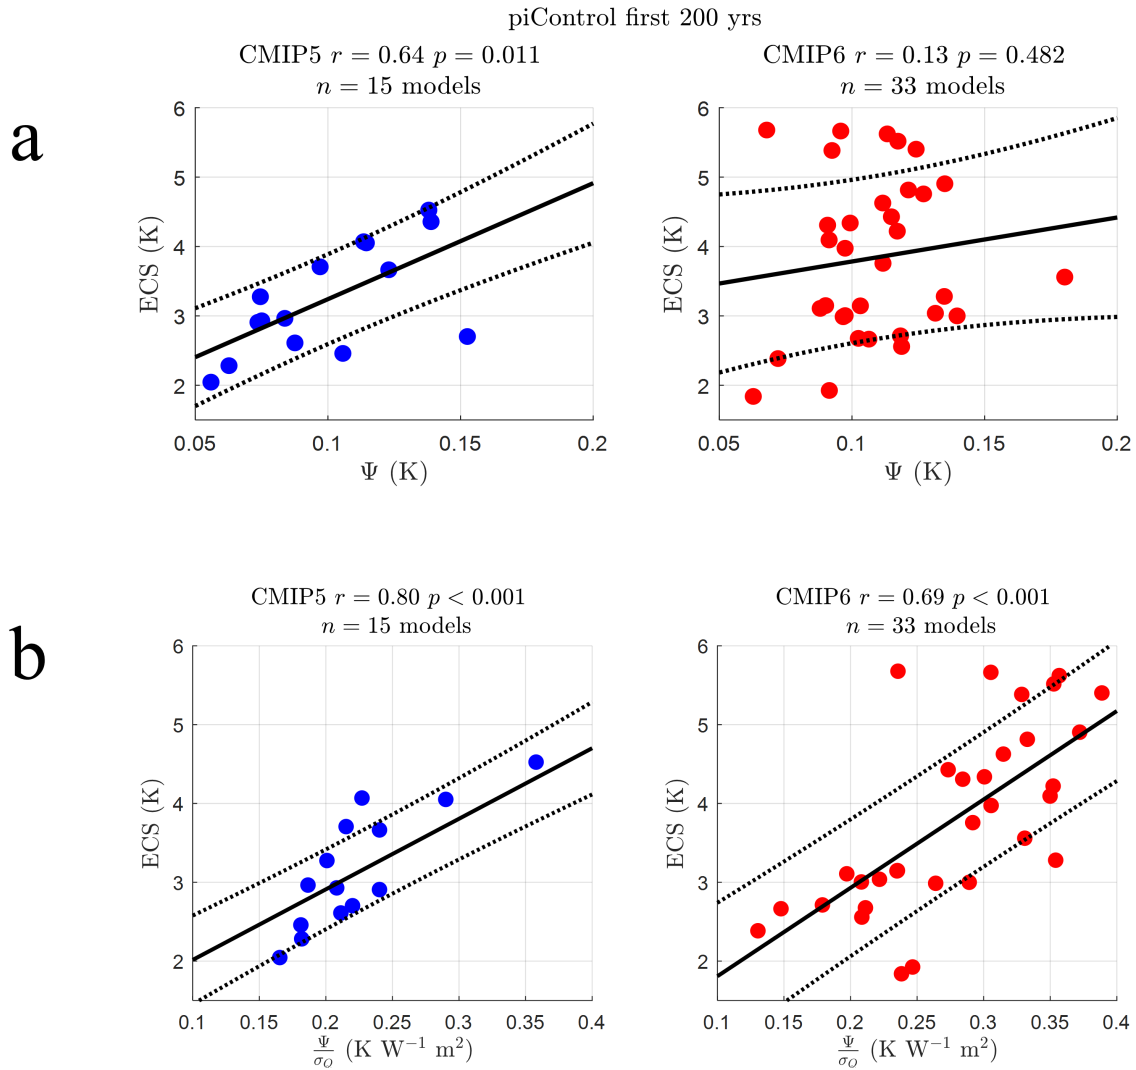 piControl first 200 yrs
a
CMIP5 r = 0.64 p = 0.011
n = 15 models
6
5
4
3
2
ECS (K)
0.05 0.1 0.15 0.2
Ψ (K)
CMIP6 r = 0.13 p = 0.482
n = 33 models
6
5
4
3
2
ECS (K)
0.05 0.1 0.15 0.2
Ψ (K)
b
CMIP5 r = 0.80 p < 0.001
n = 15 models
6
5
4
3
2
ECS (K)
0.1 0.15 0.2 0.25 0.3 0.35 0.4
Ψ/σ_O (K W⁻¹ m²)
CMIP6 r = 0.69 p < 0.001
n = 33 models
6
5
4
3
2
ECS (K)
0.1 0.15 0.2 0.25 0.3 0.35 0.4
Ψ/σ_O (K W⁻¹ m²)